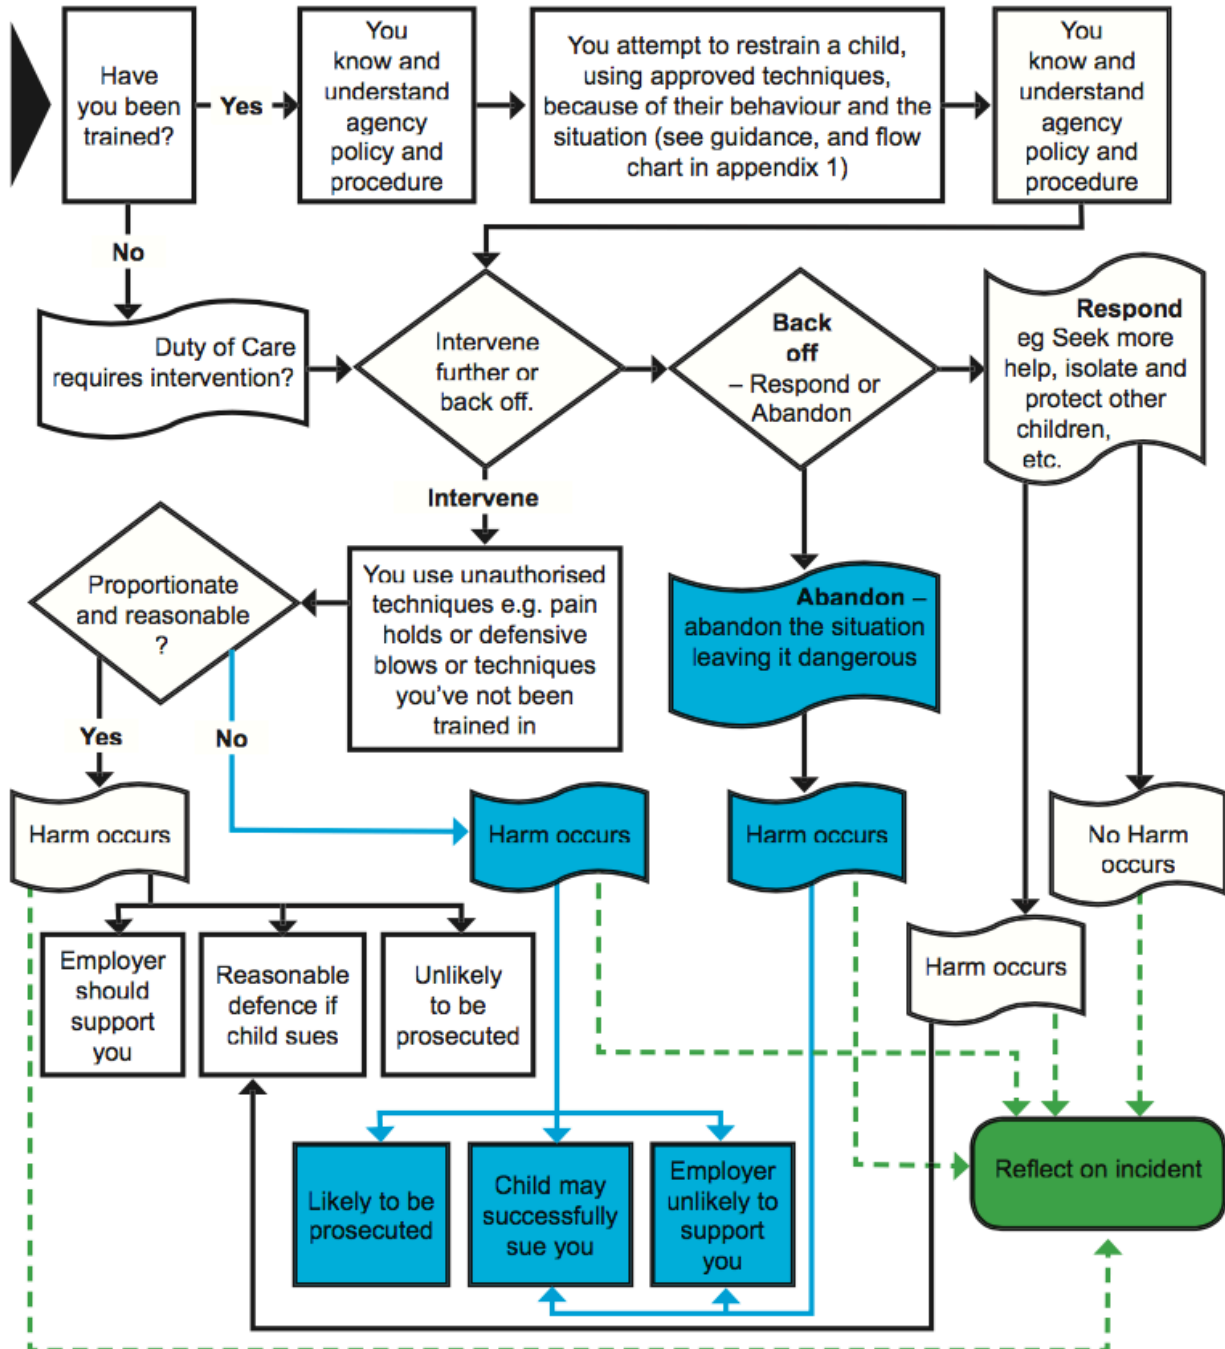 Have
you been
trained?
Yes
You
know and
understand
agency
policy and
procedure
You attempt to restrain a child,
using approved techniques,
because of their behaviour and the
situation (see guidance, and flow
chart in appendix 1)
You
know and
understand
agency
policy and
procedure
No
Duty of Care
requires intervention?
Intervene
further or
back off.
Back
off
– Respond or
Abandon
Respond
eg Seek more
help, isolate and
protect other
children,
etc.
Intervene
Proportionate
and reasonable
?
You use unauthorised
techniques e.g. pain
holds or defensive
blows or techniques
you've not been
trained in
Abandon –
abandon the situation
leaving it dangerous
Yes
No
Harm occurs
Harm occurs
Harm occurs
No Harm
occurs
Employer
should
support
you
Reasonable
defence if
child sues
Unlikely
to be
prosecuted
Harm occurs
Likely to be
prosecuted
Child may
successfully
sue you
Employer
unlikely to
support
you
Reflect on incident